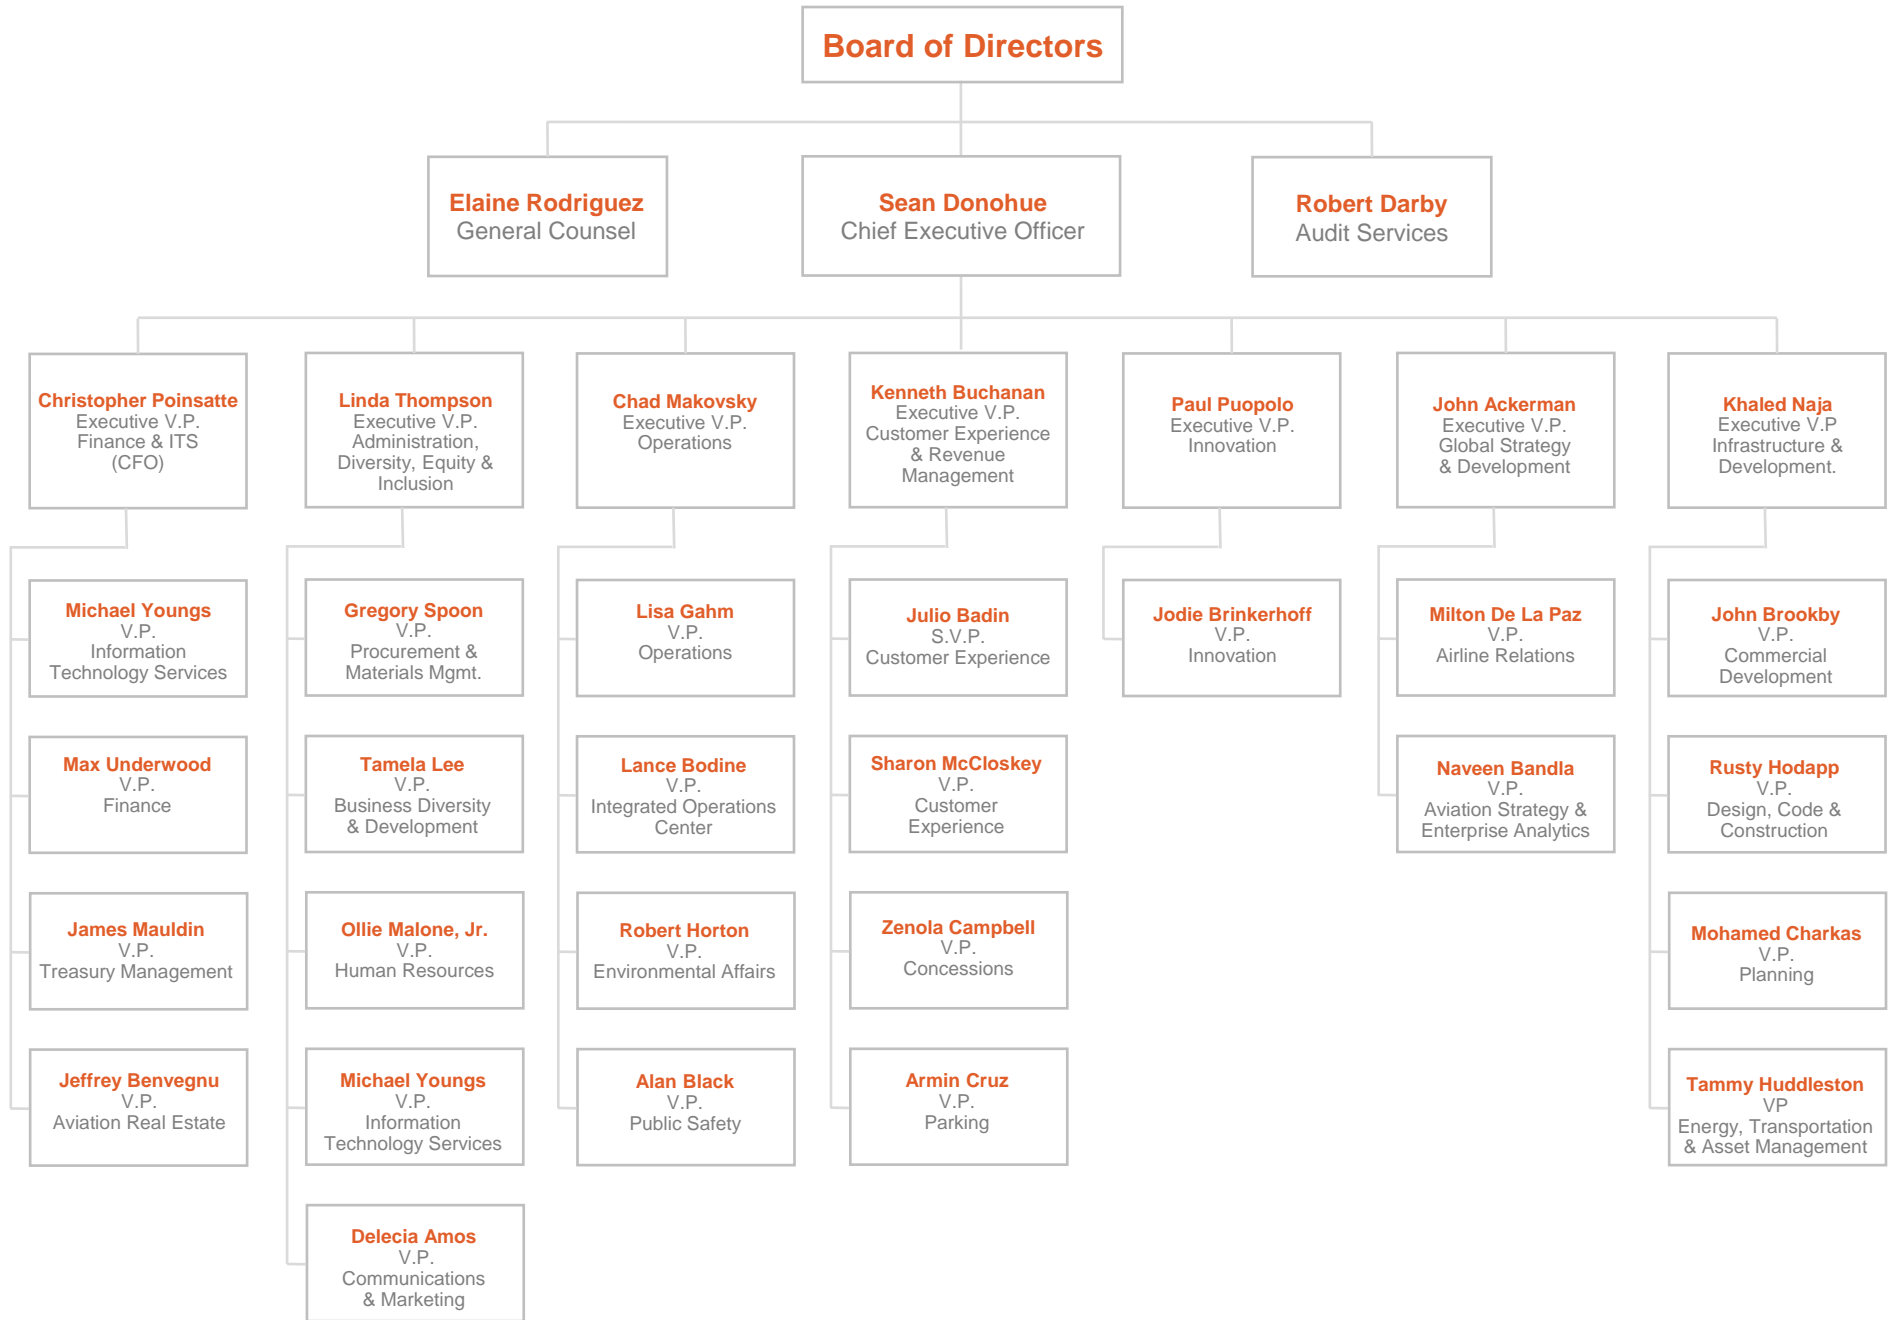 Board of Directors
Elaine Rodriguez
General Counsel
Sean Donohue
Chief Executive Officer
Robert Darby
Audit Services
Christopher Poinsatte
Executive V.P.
Finance & ITS
(CFO)
Linda Thompson
Executive V.P.
Administration,
Diversity, Equity &
Inclusion
Chad Makovsky
Executive V.P.
Operations
Kenneth Buchanan
Executive V.P.
Customer Experience
& Revenue
Management
Paul Puopolo
Executive V.P.
Innovation
John Ackerman
Executive V.P.
Global Strategy
& Development
Khaled Naja
Executive V.P
Infrastructure &
Development.
Michael Youngs
V.P.
Information
Technology Services
Gregory Spoon
V.P.
Procurement &
Materials Mgmt.
Lisa Gahm
V.P.
Operations
Julio Badin
S.V.P.
Customer Experience
Jodie Brinkerhoff
V.P.
Innovation
Milton De La Paz
V.P.
Airline Relations
John Brookby
V.P.
Commercial
Development
Max Underwood
V.P.
Finance
Tamela Lee
V.P.
Business Diversity
& Development
Lance Bodine
V.P.
Integrated Operations
Center
Sharon McCloskey
V.P.
Customer
Experience
Naveen Bandla
V.P.
Aviation Strategy &
Enterprise Analytics
Rusty Hodapp
V.P.
Design, Code &
Construction
James Mauldin
V.P.
Treasury Management
Ollie Malone, Jr.
V.P.
Human Resources
Robert Horton
V.P.
Environmental Affairs
Zenola Campbell
V.P.
Concessions
Mohamed Charkas
V.P.
Planning
Jeffrey Benvegnu
V.P.
Aviation Real Estate
Michael Youngs
V.P.
Information
Technology Services
Alan Black
V.P.
Public Safety
Armin Cruz
V.P.
Parking
Tammy Huddleston
VP
Energy, Transportation
& Asset Management
Delecia Amos
V.P.
Communications
& Marketing